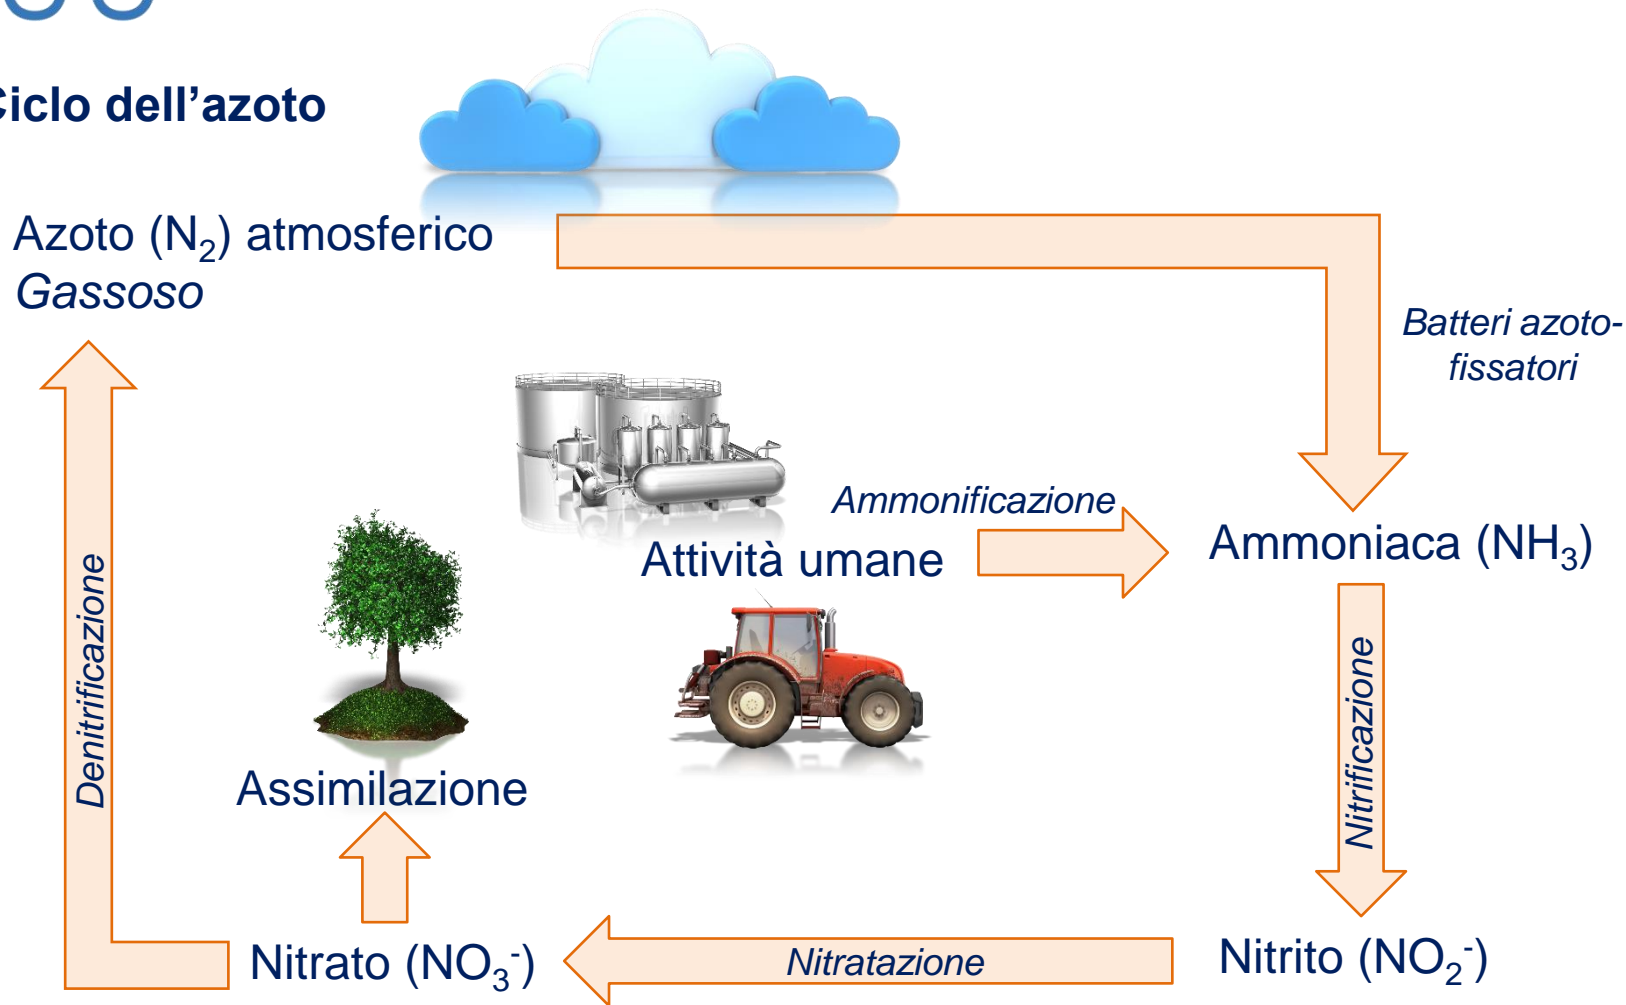 Ciclo dell’azoto
Azoto (N₂) atmosferico
Gassoso
Batteri azoto-
fissatori
Ammonificazione
Attività umane
Ammoniaca (NH₃)
Denitrificazione
Nitrificazione
Assimilazione
Nitrato (NO₃⁻)
Nitratazione
Nitrito (NO₂⁻)